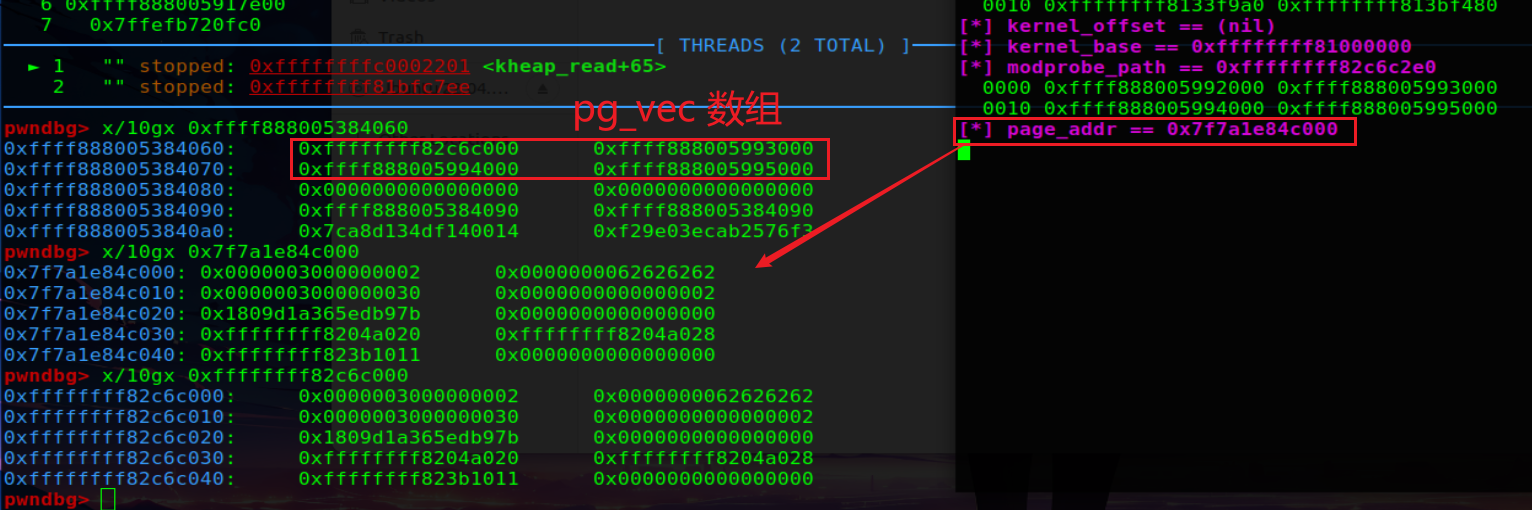 6 0xffff888005917e00
7 0x7ffefb720fc0
Trash
[ THREADS (2 TOTAL) ]
► 1 "" stopped: 0xffffffffc0002201 <kheap_read+65>
2 "" stopped: 0xffffffff81bfc7ee
pg_vec 数组
pwndbg> x/10gx 0xffff888005384060
0xffff888005384060: 0xffffffff82c6c000 0xffff888005993000
0xffff888005384070: 0xffff888005994000 0xffff888005995000
0xffff888005384080: 0x0000000000000000 0x0000000000000000
0xffff888005384090: 0xffff888005384090 0xffff888005384090
0xffff8880053840a0: 0x7ca8d134df140014 0xf29e03ecab2576f3
pwndbg> x/10gx 0x7f7a1e84c000
0x7f7a1e84c000: 0x0000003000000002 0x0000000062626262
0x7f7a1e84c010: 0x0000003000000030 0x0000000000000002
0x7f7a1e84c020: 0x1809d1a365edb97b 0x0000000000000000
0x7f7a1e84c030: 0xffffffff8204a020 0xffffffff8204a028
0x7f7a1e84c040: 0xffffffff823b1011 0x0000000000000000
pwndbg> x/10gx 0xffffffff82c6c000
0xffffffff82c6c000: 0x0000003000000002 0x0000000062626262
0xffffffff82c6c010: 0x0000003000000030 0x0000000000000002
0xffffffff82c6c020: 0x1809d1a365edb97b 0x0000000000000000
0xffffffff82c6c030: 0xffffffff8204a020 0xffffffff8204a028
0xffffffff82c6c040: 0xffffffff823b1011 0x0000000000000000
pwndbg>
0010 0xffffffff8133f9a0 0xffffffff813bf480
[*] kernel_offset == (nil)
[*] kernel_base == 0xffffffff81000000
[*] modprobe_path == 0xffffffff82c6c2e0
0000 0xffff888005992000 0xffff888005993000
0010 0xffff888005994000 0xffff888005995000
[*] page_addr == 0x7f7a1e84c000